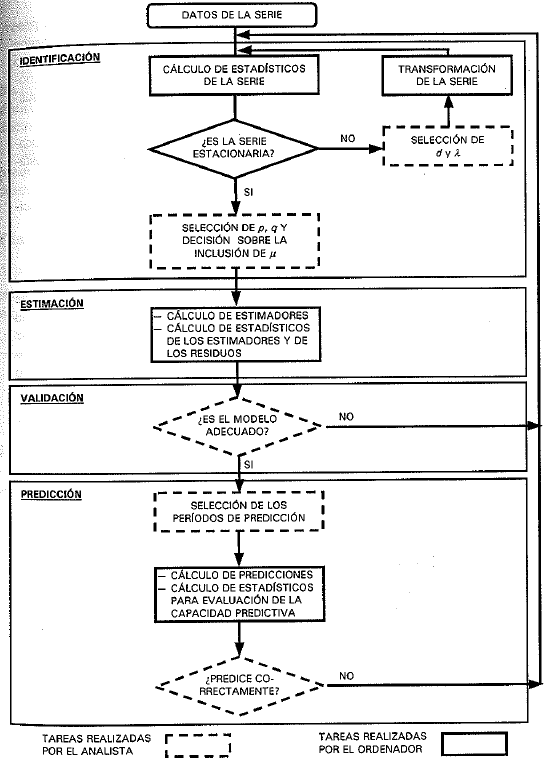 DATOS DE LA SERIE
IDENTIFICACIÓN
CÁLCULO DE ESTADÍSTICOS
DE LA SERIE
TRANSFORMACIÓN
DE LA SERIE
¿ES LA SERIE
ESTACIONARIA?
NO
SELECCIÓN DE
d y λ
SI
SELECCIÓN DE p, q Y
DECISIÓN SOBRE LA
INCLUSIÓN DE μ
ESTIMACIÓN
— CÁLCULO DE ESTIMADORES
— CÁLCULO DE ESTADÍSTICOS
DE LOS ESTIMADORES Y DE
LOS RESIDUOS
VALIDACIÓN
¿ES EL MODELO
ADECUADO?
NO
SI
PREDICCIÓN
SELECCIÓN DE LOS
PERÍODOS DE PREDICCIÓN
— CÁLCULO DE PREDICCIONES
— CÁLCULO DE ESTADÍSTICOS
PARA EVALUACIÓN DE LA
CAPACIDAD PREDICTIVA
¿PREDICE CO-
RRECTAMENTE?
NO
TAREAS REALIZADAS
POR EL ANALISTA
TAREAS REALIZADAS
POR EL ORDENADOR